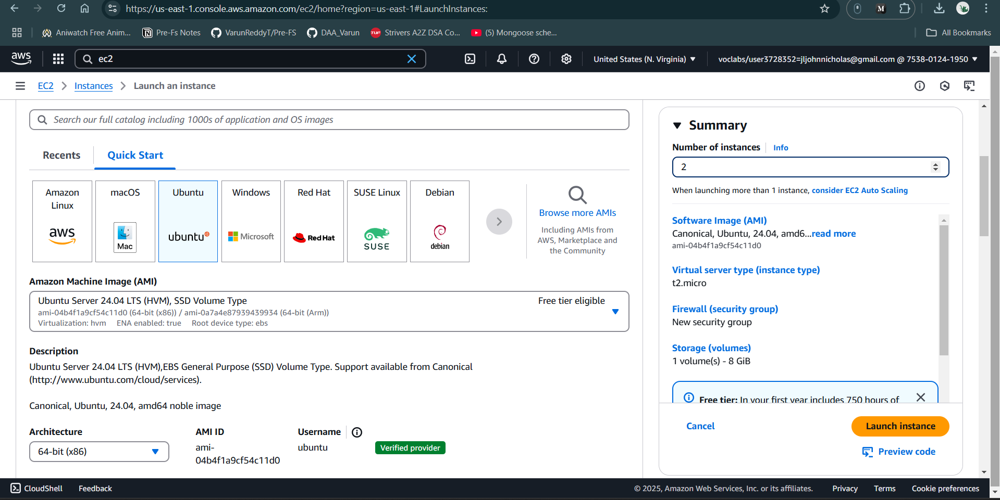 https://us-east-1.console.aws.amazon.com/ec2/home?region=us-east-1#LaunchInstances:
M
Aniwatch Free Anim... Pre-Fs Notes VarunReddyT/Pre-FS DAA_Varun TUF Strivers A2Z DSA Co... (5) Mongoose sche... All Bookmarks
aws ec2 United States (N. Virginia) voclabs/user3728352=jljohnnicholas@gmail.com @ 7538-0124-1950
EC2 Instances Launch an instance
Search our full catalog including 1000s of application and OS images
Recents Quick Start
Amazon Linux
aws
macOS
Mac
Ubuntu
ubuntu
Windows
Microsoft
Red Hat
Red Hat
SUSE Linux
SUSE
Debian
debian
Browse more AMIs
Including AMIs from
AWS, Marketplace and
the Community
Amazon Machine Image (AMI)
Ubuntu Server 24.04 LTS (HVM), SSD Volume Type Free tier eligible
ami-04b4f1a9cf54c11d0 (64-bit (x86)) / ami-0a7a4e87939439934 (64-bit (Arm))
Virtualization: hvm ENA enabled: true Root device type: ebs
Description
Ubuntu Server 24.04 LTS (HVM),EBS General Purpose (SSD) Volume Type. Support available from Canonical
(http://www.ubuntu.com/cloud/services).
Canonical, Ubuntu, 24.04, amd64 noble image
Architecture
64-bit (x86)
AMI ID
ami-
04b4f1a9cf54c11d0
Username
ubuntu
Verified provider
Summary
Number of instances Info
2
When launching more than 1 instance, consider EC2 Auto Scaling
Software Image (AMI)
Canonical, Ubuntu, 24.04, amd6...read more
ami-04b4f1a9cf54c11d0
Virtual server type (instance type)
t2.micro
Firewall (security group)
New security group
Storage (volumes)
1 volume(s) - 8 GiB
Free tier: In your first year includes 750 hours of
Cancel Launch instance
Preview code
CloudShell Feedback © 2025, Amazon Web Services, Inc. or its affiliates. Privacy Terms Cookie preferences